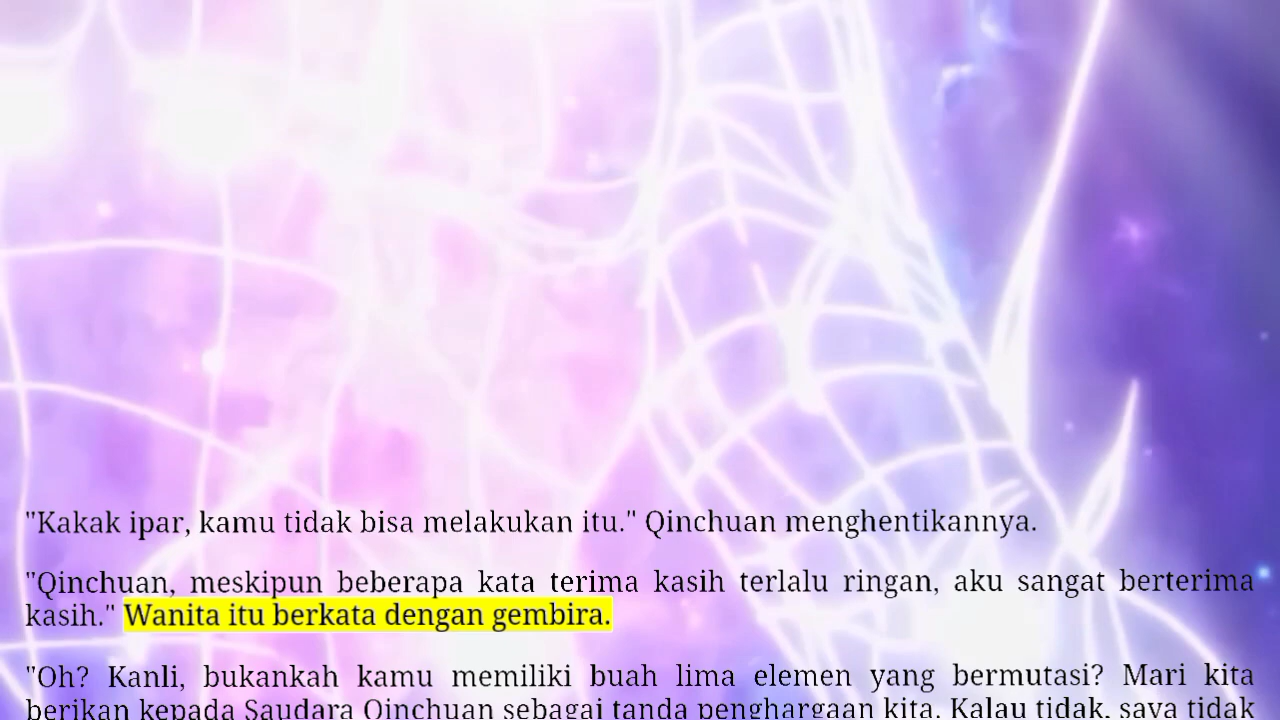 "Kakak ipar, kamu tidak bisa melakukan itu." Qinchuan menghentikannya.
"Qinchuan, meskipun beberapa kata terima kasih terlalu ringan, aku sangat berterima
kasih." Wanita itu berkata dengan gembira.
"Oh? Kanli, bukankah kamu memiliki buah lima elemen yang bermutasi? Mari kita
berikan kepada Saudara Qinchuan sebagai tanda penghargaan kita. Kalau tidak, saya tidak